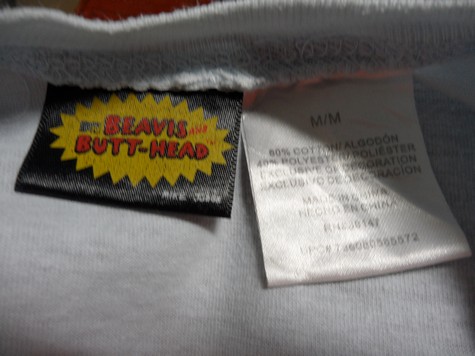 BEAVIS AND
BUTT-HEAD
M/M
60% COTTON/ ALGODÓN
40% POLYESTER/ POLIÉSTER
EXCLUSIVE OF DECORATION
EXCLUSIVO DE DECORACIÓN
MADE IN CHINA
HECHO EN CHINA